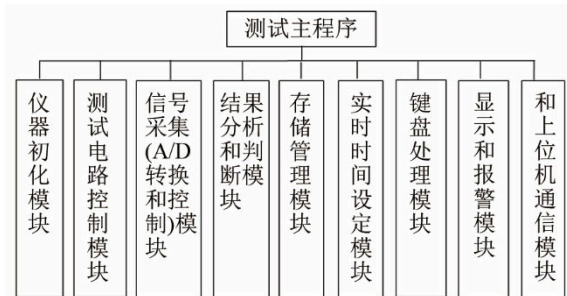 测试主程序
仪器初化模块
测试电路控制模块
信号采集(A/D转换和控制)模块
结果分析和判断模块
存储管理模块
实时时间设定模块
键盘处理模块
显示和报警模块
和上位机通信模块